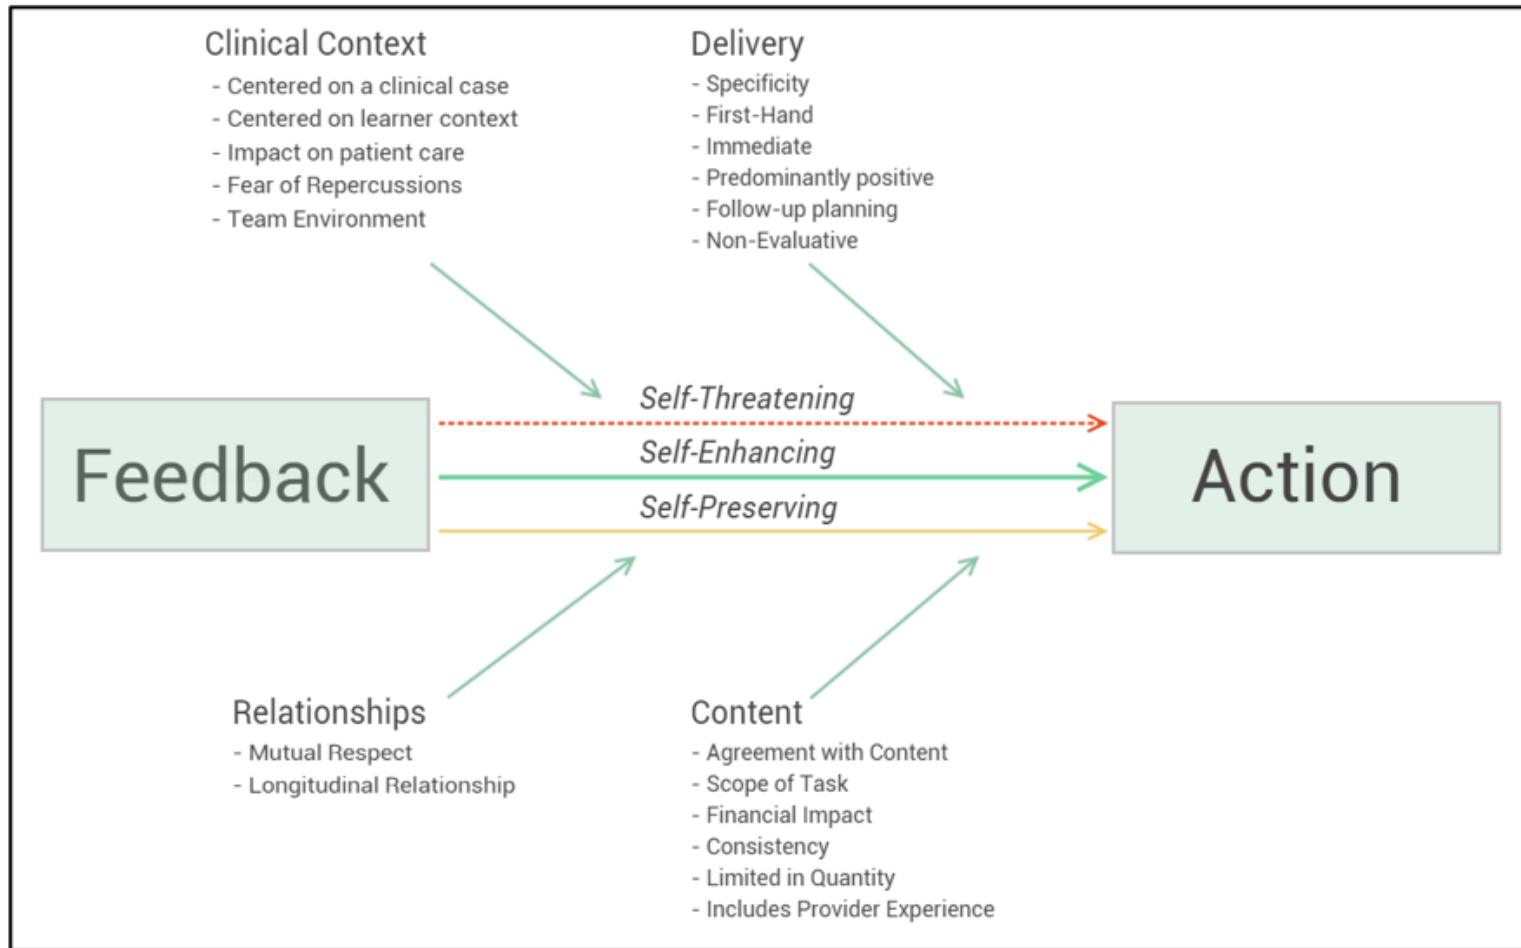 Clinical Context
- Centered on a clinical case
- Centered on learner context
- Impact on patient care
- Fear of Repercussions
- Team Environment
Delivery
- Specificity
- First-Hand
- Immediate
- Predominantly positive
- Follow-up planning
- Non-Evaluative
Feedback
Self-Threatening
Self-Enhancing
Self-Preserving
Action
Relationships
- Mutual Respect
- Longitudinal Relationship
Content
- Agreement with Content
- Scope of Task
- Financial Impact
- Consistency
- Limited in Quantity
- Includes Provider Experience